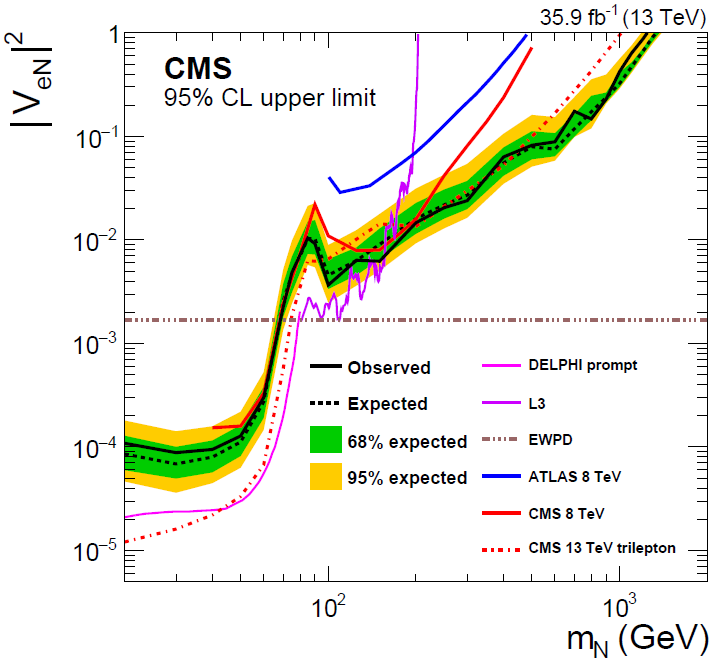 35.9 fb⁻¹ (13 TeV)
|V_eN|²
CMS
95% CL upper limit
1
10⁻¹
10⁻²
10⁻³
10⁻⁴
10⁻⁵
Observed
Expected
68% expected
95% expected
DELPHI prompt
L3
EWPD
ATLAS 8 TeV
CMS 8 TeV
CMS 13 TeV trilepton
10²
10³
m_N (GeV)